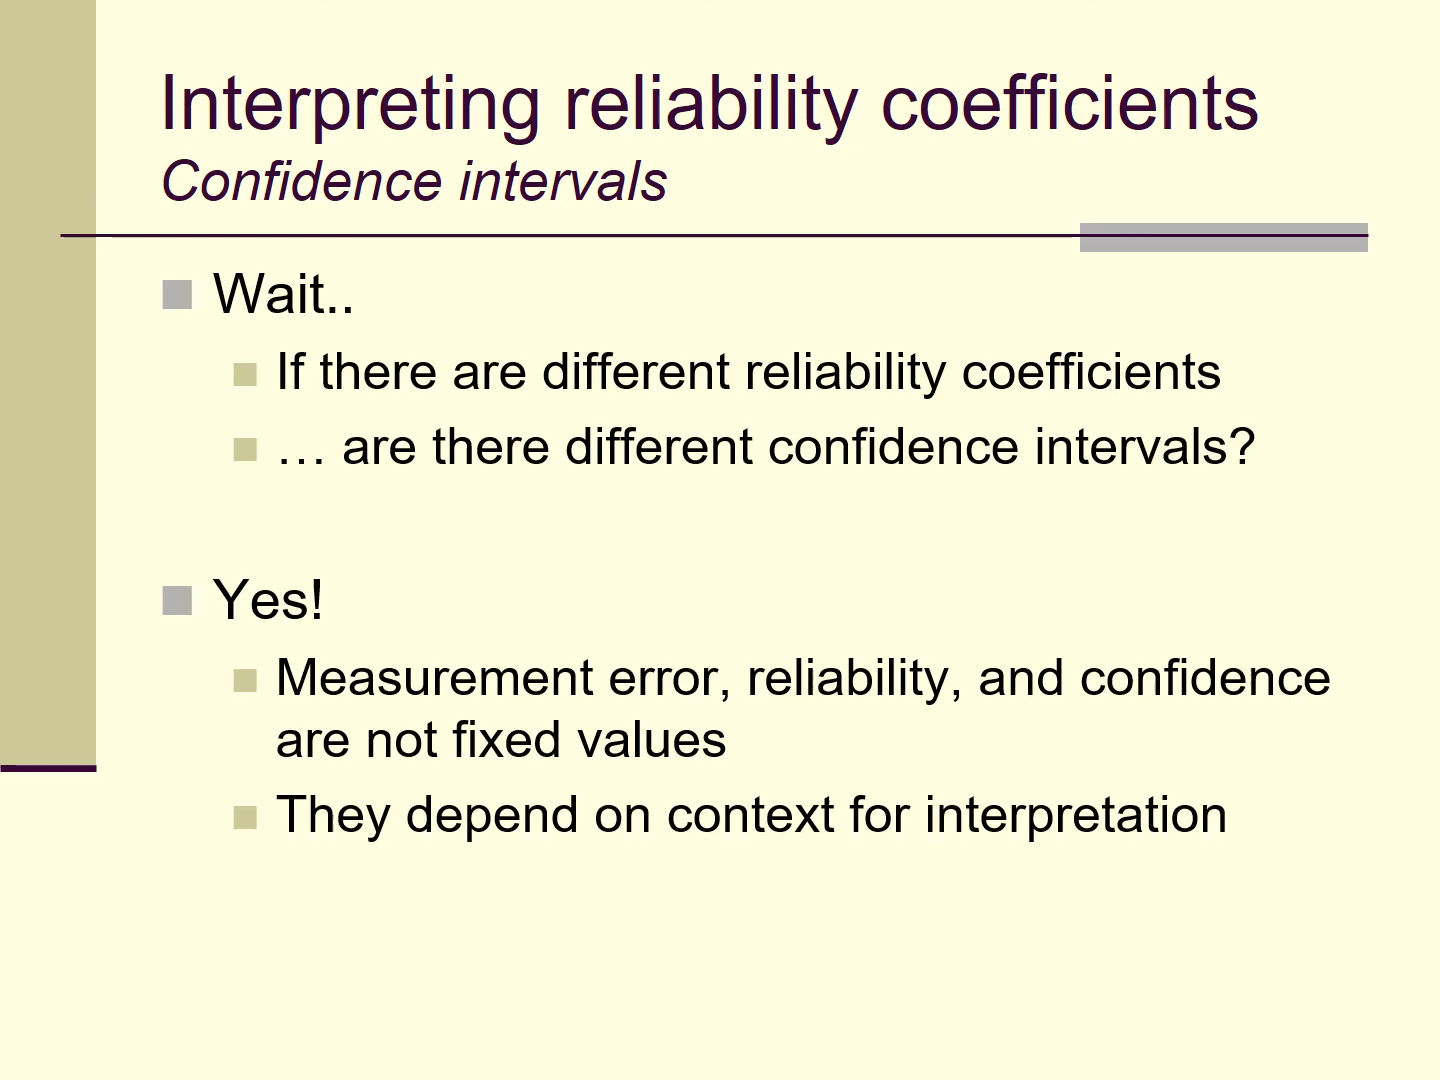 Interpreting reliability coefficients
Confidence intervals
Wait..
If there are different reliability coefficients
… are there different confidence intervals?
Yes!
Measurement error, reliability, and confidence
are not fixed values
They depend on context for interpretation